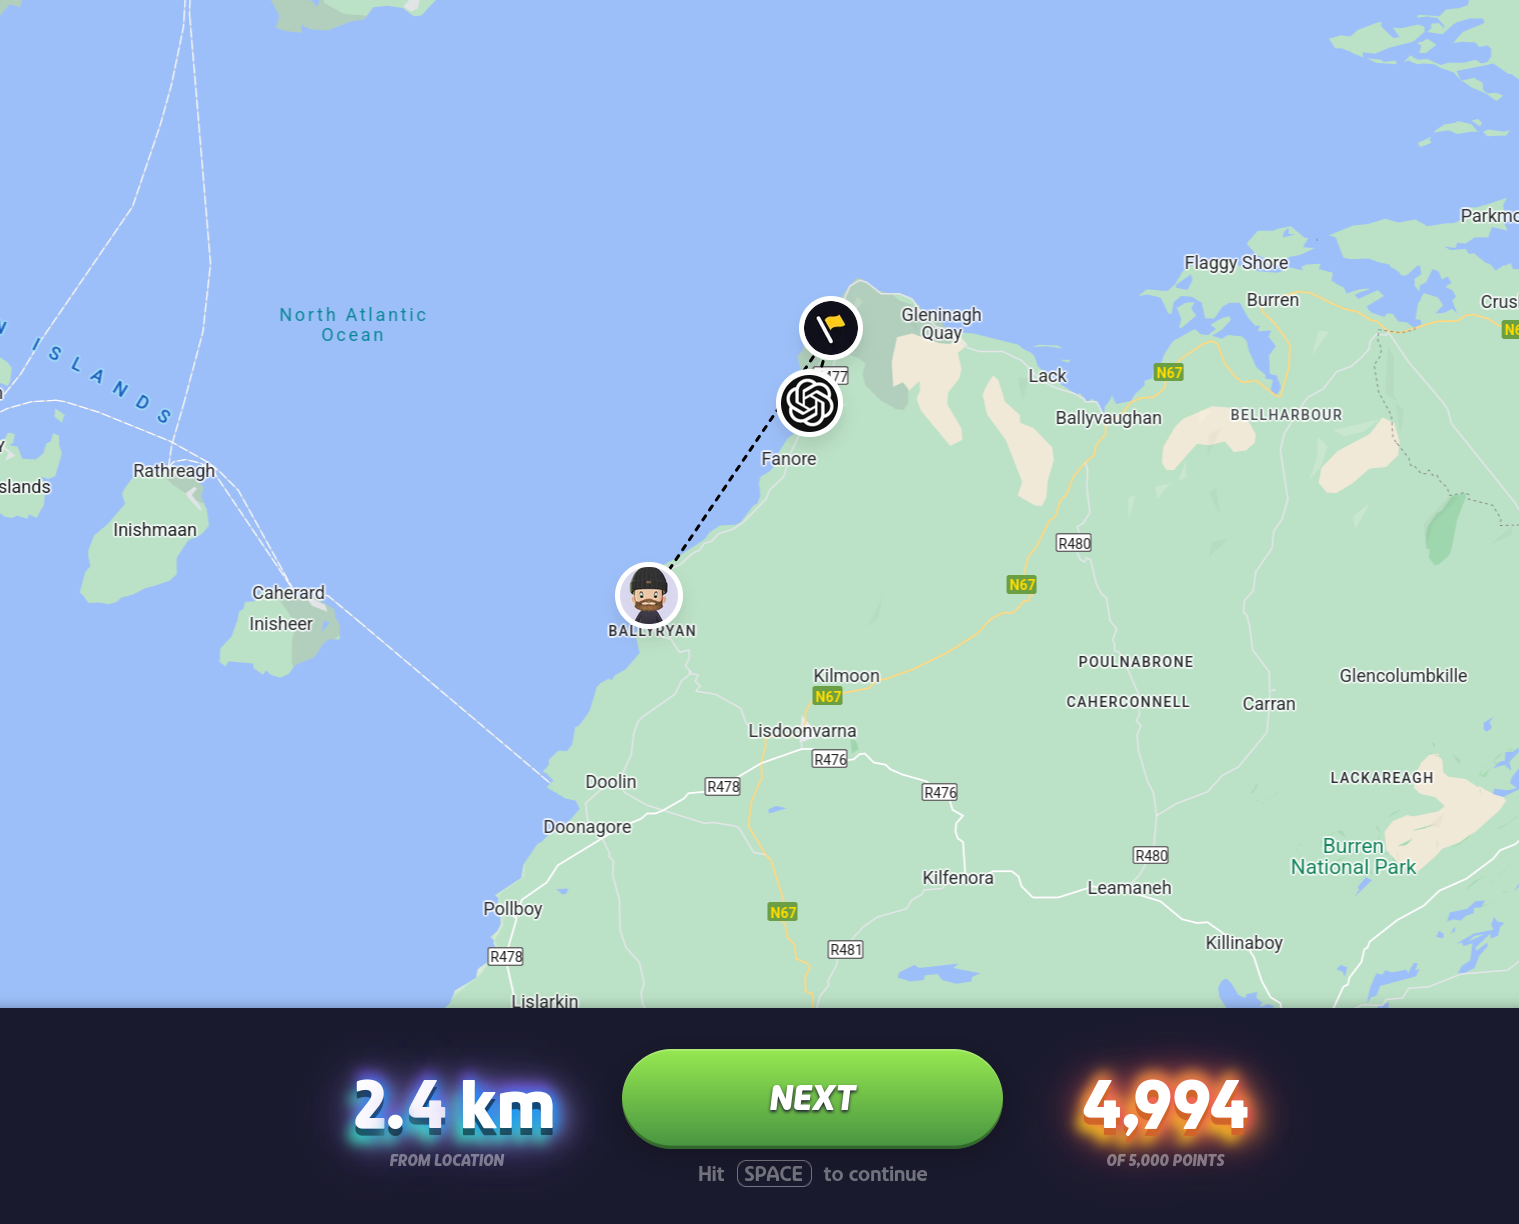 Parkmo
Flaggy Shore
Burren
Crus
North Atlantic
Ocean
Gleninagh
Quay
ISLANDS
477
Lack
N67
Ballyvaughan
BELLHARBOUR
Fanore
Rathreagh
slands
Inishmaan
R480
N67
Caherard
Inisheer
BALLYRYAN
POULNABRONE
Kilmoon
Glencolumbkille
N67
CAHERCONNELL
Carran
Lisdoonvarna
R476
Doolin
R478
R476
LACKAREAGH
Doonagore
Burren
National Park
R480
Kilfenora
Leamaneh
Pollboy
N67
R478
R481
Killinaboy
Lislarkin
2.4 km
FROM LOCATION
NEXT
Hit SPACE to continue
4,994
OF 5,000 POINTS